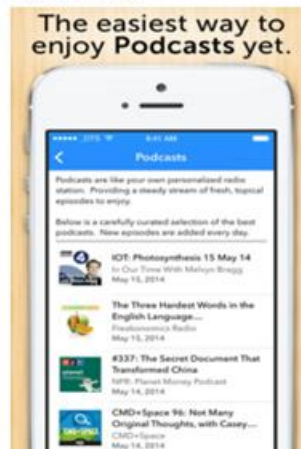 The easiest way to
enjoy Podcasts yet.
9:41 AM
Podcasts
Podcasts are like your own personalized radio
station. Providing a steady stream of fresh, topical
episodes to enjoy.
Below is a carefully curated selection of the best
podcasts. New episodes are added every day.
IOT: Photosynthesis 15 May 14
In Our Time With Melvyn Bragg
May 15, 2014
The Three Hardest Words in the
English Language....
Freakonomics Radio
May 15, 2014
#337: The Secret Document That
Transformed China
NPR: Planet Money Podcast
May 14, 2014
CMD+Space 96: Not Many
Original Thoughts, with Casey....
CMD+Space
May 14, 2014